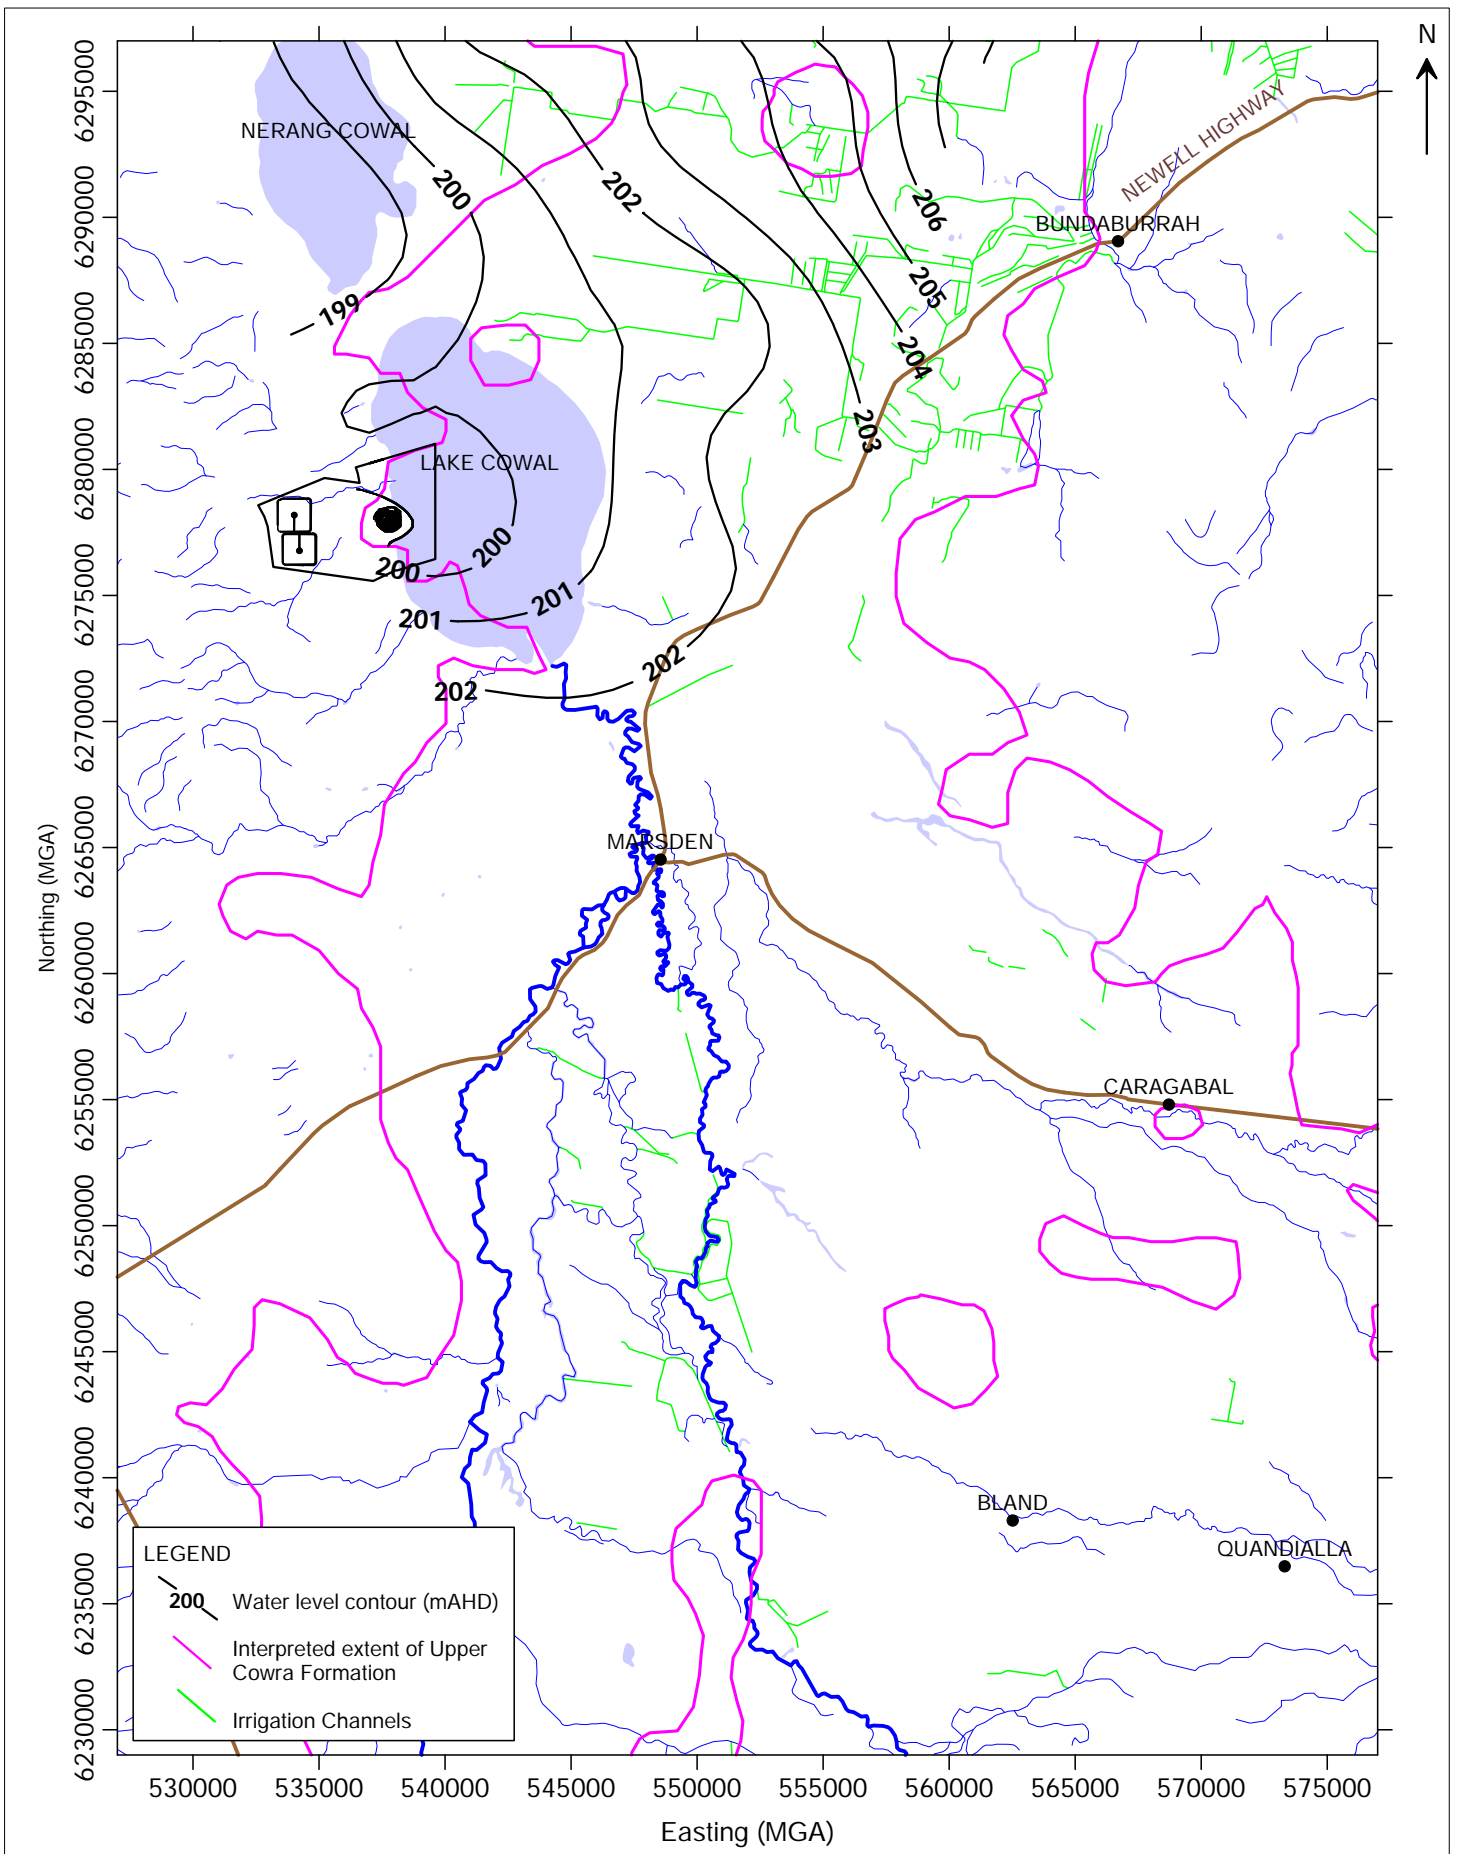 N
6295000
6290000
6285000
6280000
6275000
6270000
6265000
6260000
6255000
6250000
6245000
6240000
6235000
6230000
Northing (MGA)
NERANG COWAL
NEWELL HIGHWAY
BUNDABURRAH
200
202
206
205
199
204
203
LAKE COWAL
200
200
201
201
202
202
MARSDEN
CARAGABAL
BLAND
QUANDIALLA
LEGEND
200
Water level contour (mAHD)
Interpreted extent of Upper
Cowra Formation
Irrigation Channels
530000 535000 540000 545000 550000 555000 560000 565000 570000 575000
Easting (MGA)